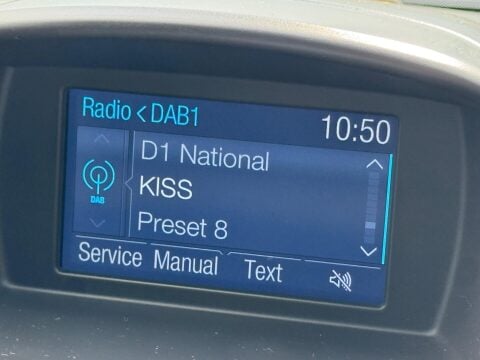 Radio < DAB1
10:50
D1 National
KISS
DAB
Preset 8
Service Manual Text